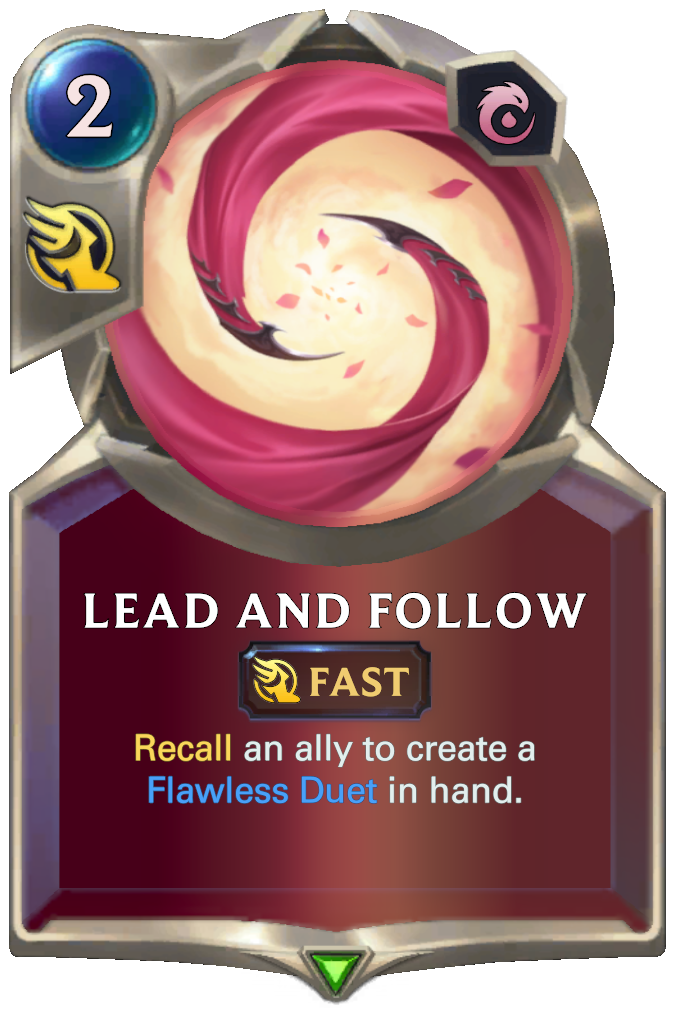 2
LEAD AND FOLLOW
FAST
Recall an ally to create a
Flawless Duet in hand.